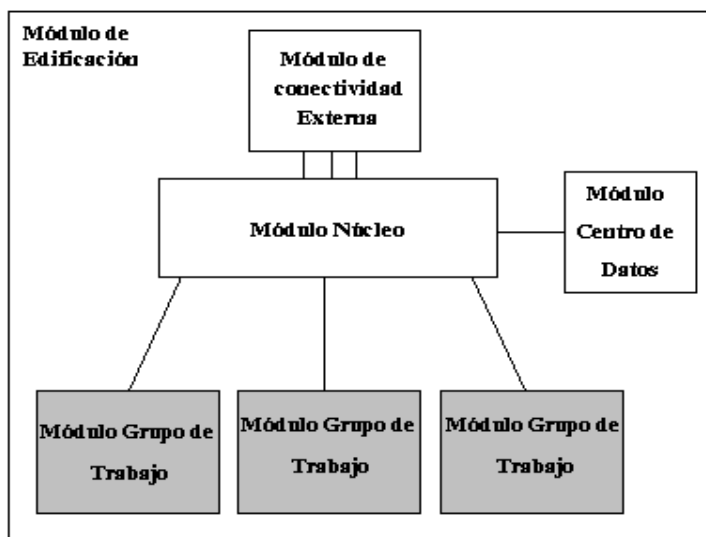 Módulo de
Edificación
Módulo de
conectividad
Externa
Módulo Núcleo
Módulo
Centro de
Datos
Módulo Grupo de
Trabajo
Módulo Grupo de
Trabajo
Módulo Grupo de
Trabajo